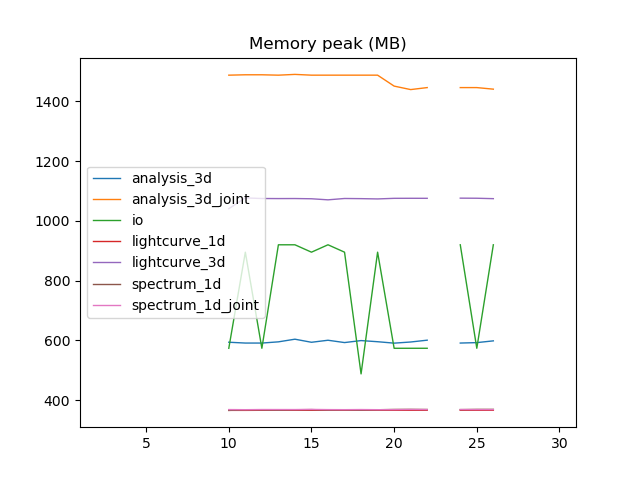 Memory peak (MB)
1400
1200
1000
800
600
400
analysis_3d
analysis_3d_joint
io
lightcurve_1d
lightcurve_3d
spectrum_1d
spectrum_1d_joint
5 10 15 20 25 30